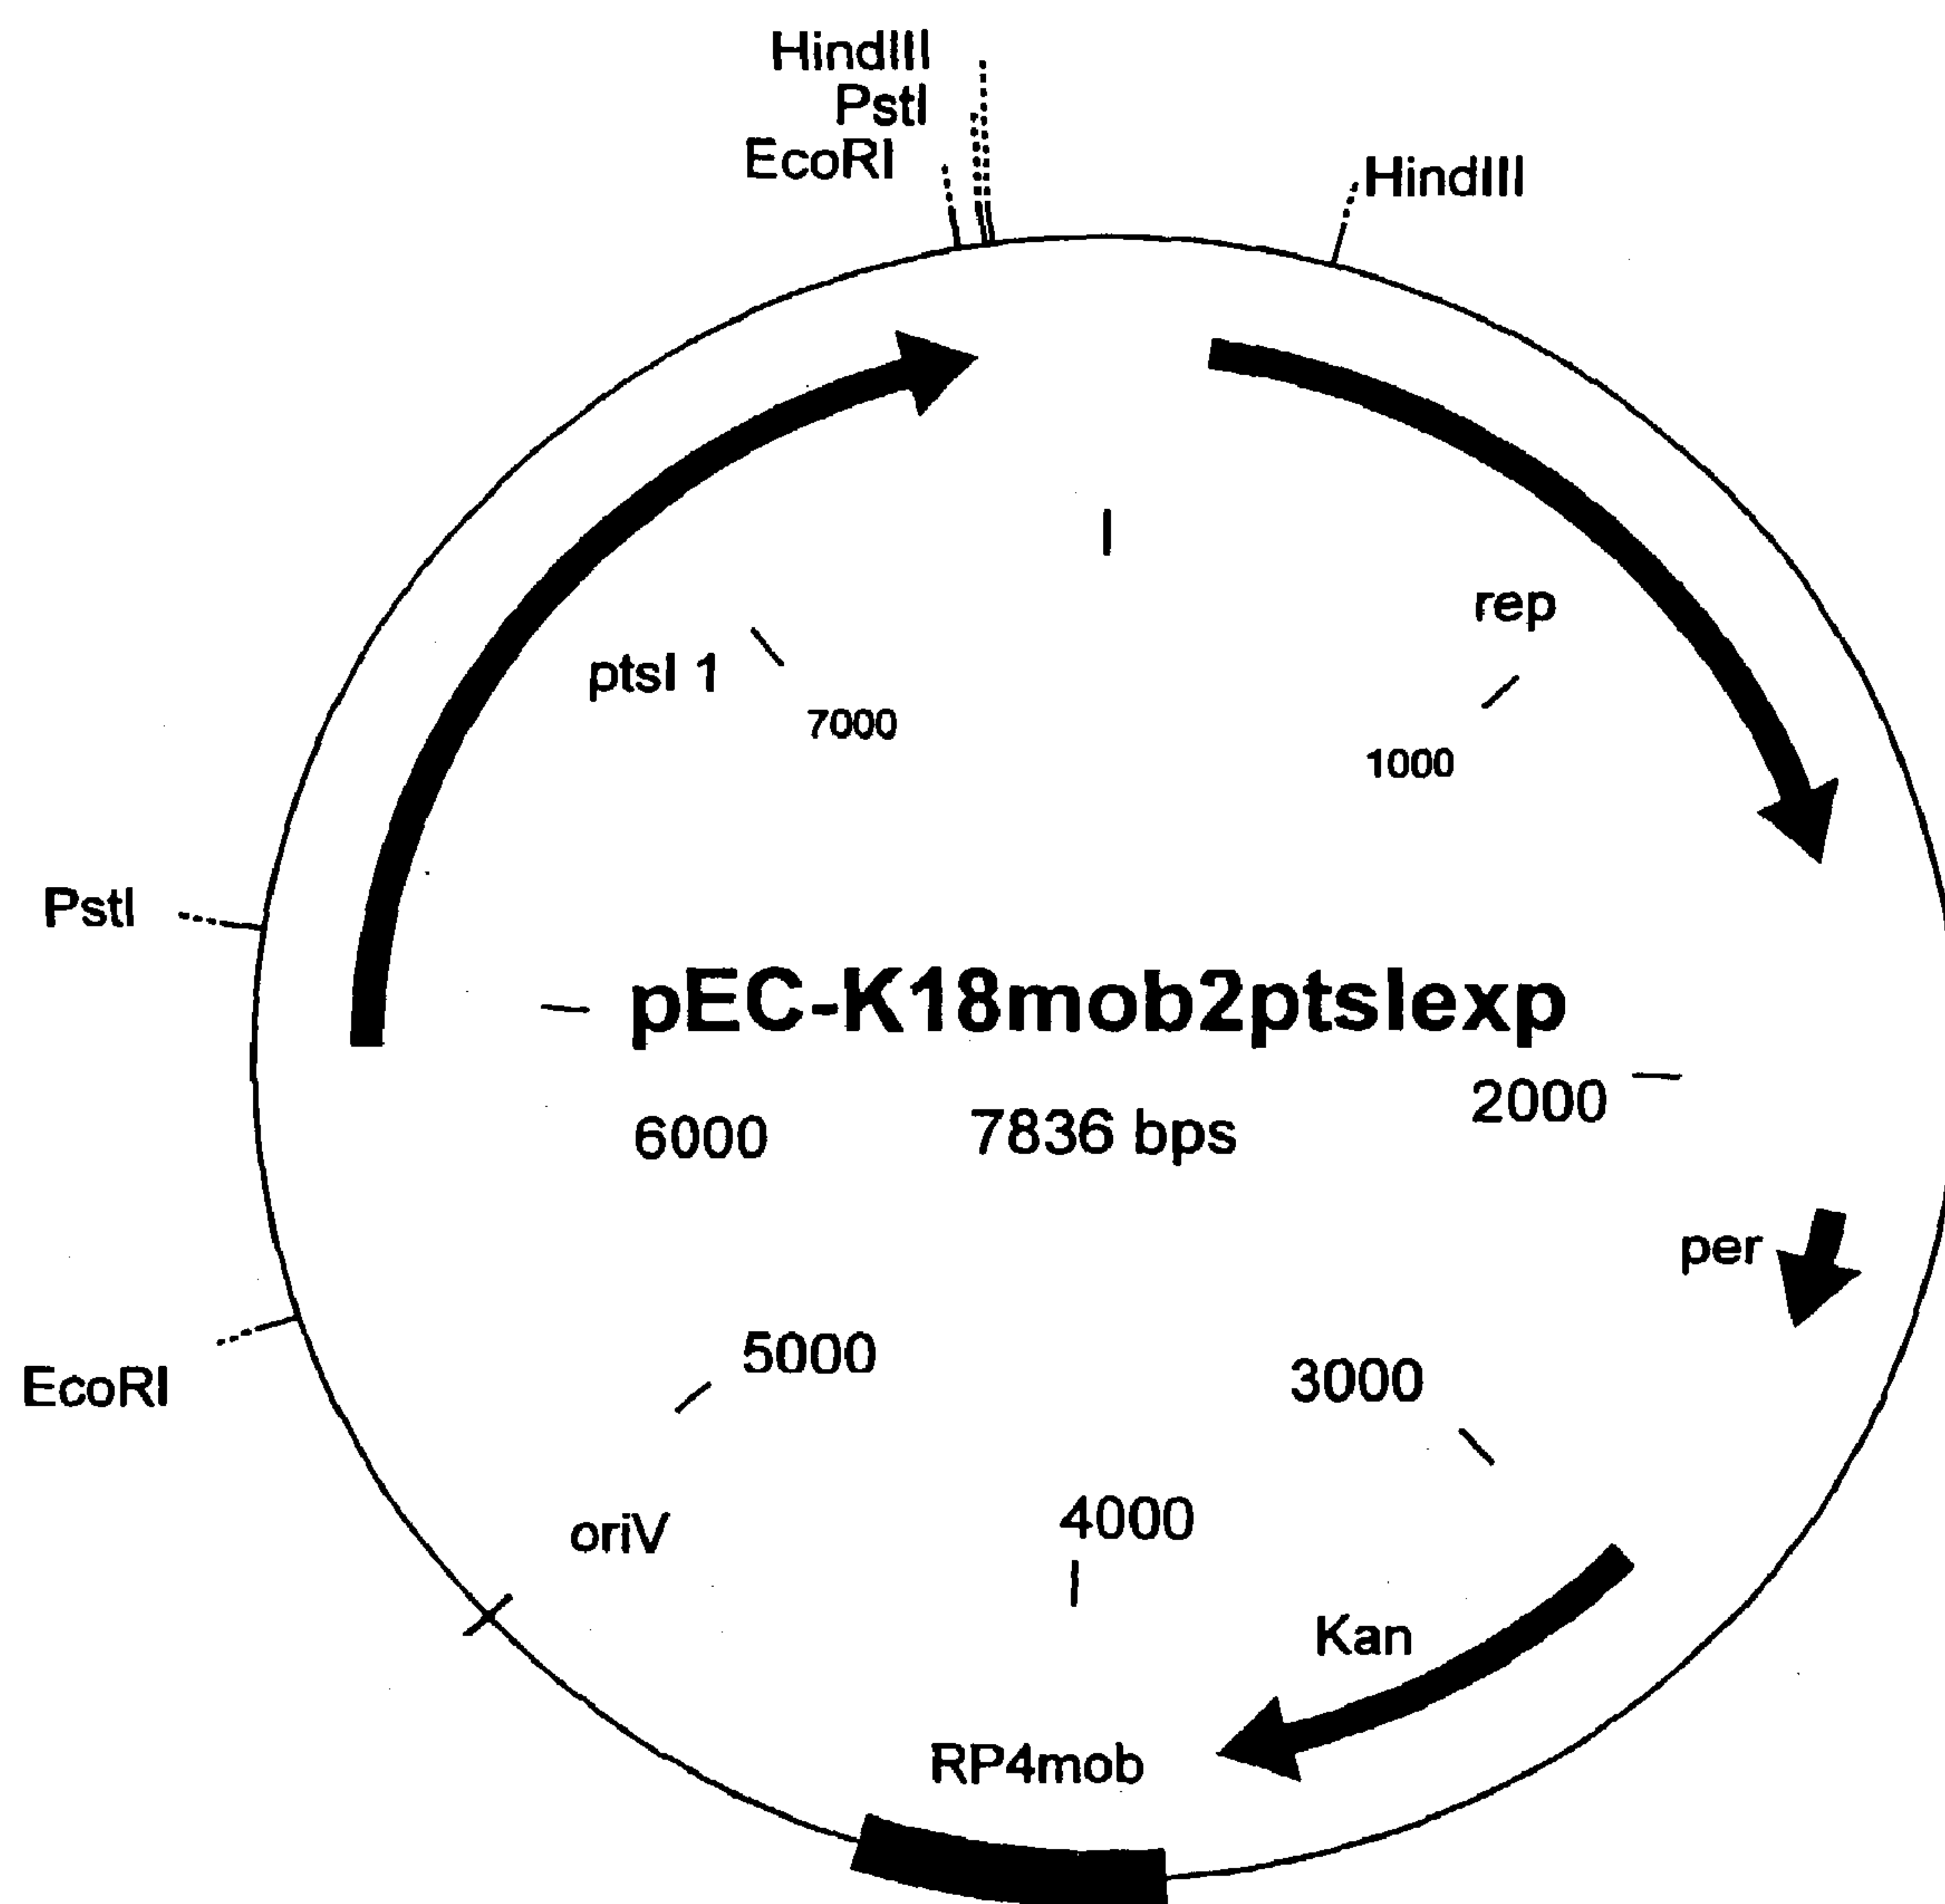 HindIII
PstI
EcoRI
HindIII
rep
ptsI 1
7000
1000
PstI
pEC-K18mob2ptsIexp
2000
6000
7836 bps
per
5000
3000
EcoRI
4000
oriV
Kan
RP4mob